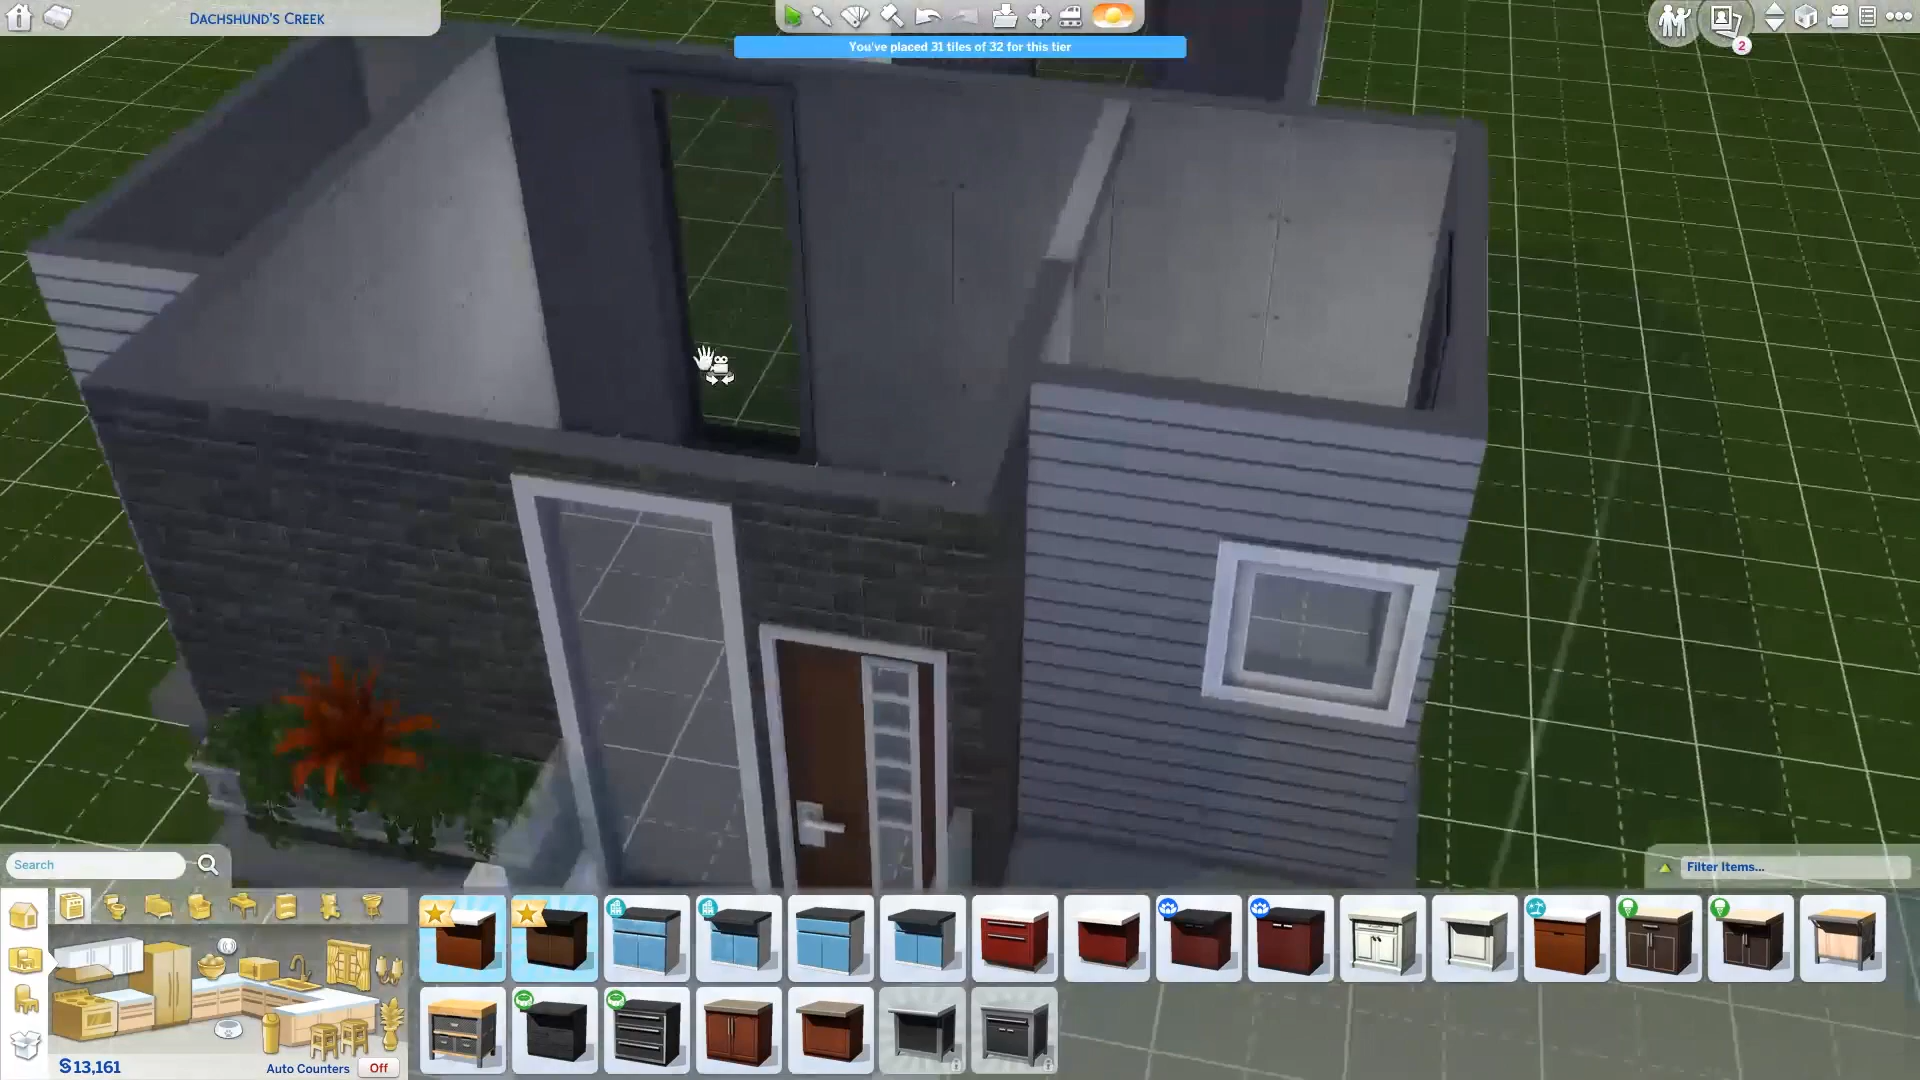 DACHSHUND'S CREEK
You've placed 31 tiles of 32 for this tier
2
Search
Filter Items...
§13,161
Auto Counters
Off